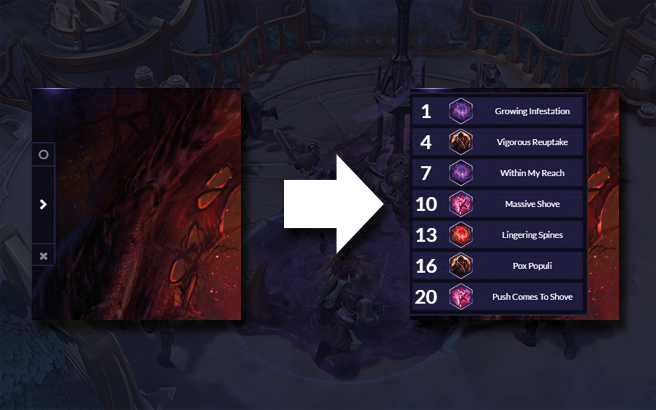 1 Growing Infestation
4 Vigorous Reuptake
7 Within My Reach
10 Massive Shove
13 Lingering Spines
16 Pox Populi
20 Push Comes To Shove